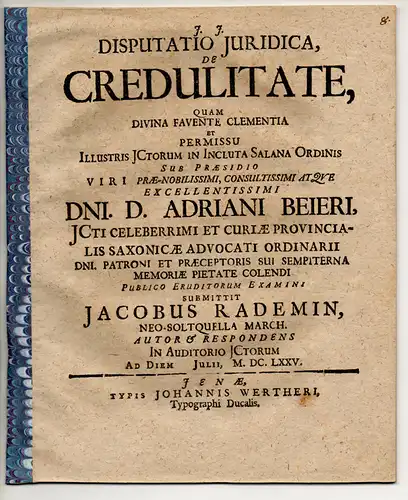 J. J.
8.
DISPUTATIO JURIDICA,
DE
CREDULITATE,
QUAM
DIVINA FAVENTE CLEMENTIA
ET
PERMISSU
ILLUSTRIS JCTORUM IN INCLUTA SALANA ORDINIS
SUB PRÆSIDIO
VIRI PRÆ-NOBILISSIMI, CONSULTISSIMI ATQVE
EXCELLENTISSIMI
DNI. D. ADRIANI BEIERI,
JCTI CELEBERRIMI ET CURIÆ PROVINCIA-
LIS SAXONICÆ ADVOCATI ORDINARII
DNI. PATRONI ET PRÆCEPTORIS SUI SEMPITERNA
MEMORIÆ PIETATE COLENDI
PUBLICO ERUDITORUM EXAMINI
SUBMITTIT
JACOBUS RADEMIN,
NEO-SOLTQUELLA MARCH.
AUTOR & RESPONDENS
IN AUDITORIO JCTORUM
AD DIEM JULII, M. DC. LXXV.
JENÆ,
TYPIS JOHANNIS WERTHERI,
Typographi Ducalis.